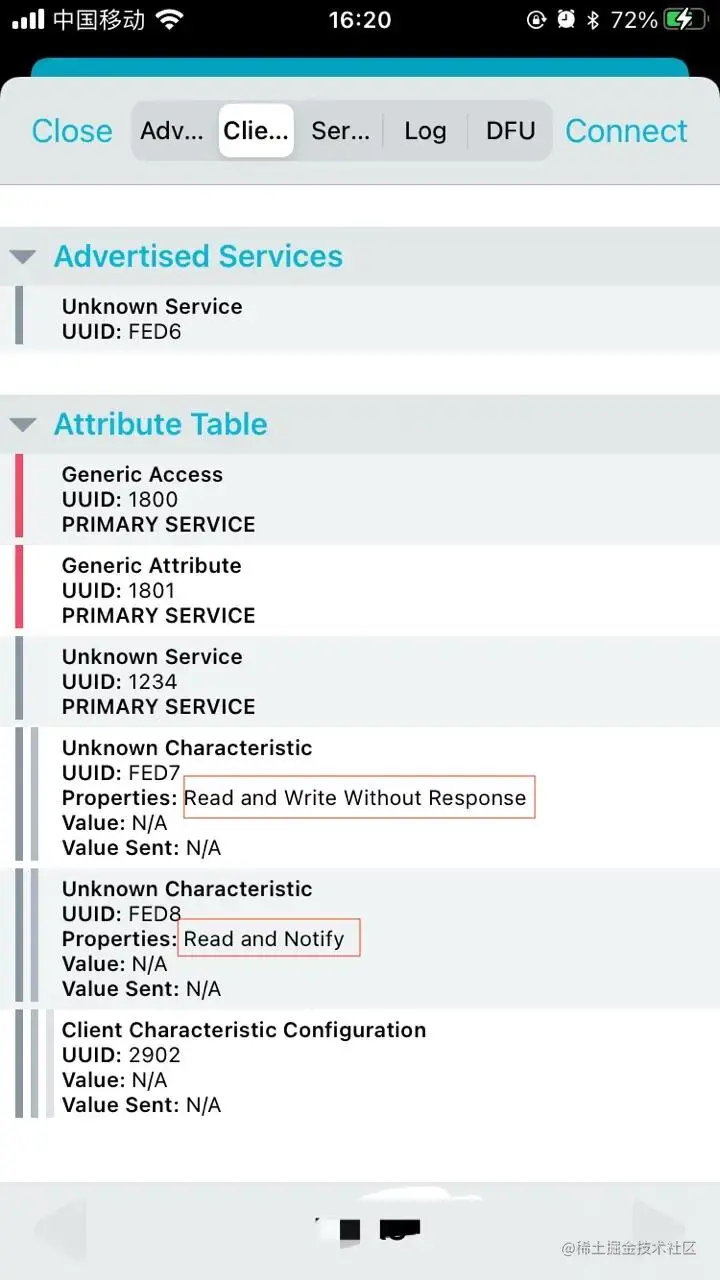 中国移动 16:20 72%
Close Adv... Clie... Ser... Log DFU Connect
Advertised Services
Unknown Service
UUID: FED6
Attribute Table
Generic Access
UUID: 1800
PRIMARY SERVICE
Generic Attribute
UUID: 1801
PRIMARY SERVICE
Unknown Service
UUID: 1234
PRIMARY SERVICE
Unknown Characteristic
UUID: FED7
Properties: Read and Write Without Response
Value: N/A
Value Sent: N/A
Unknown Characteristic
UUID: FED8
Properties: Read and Notify
Value: N/A
Value Sent: N/A
Client Characteristic Configuration
UUID: 2902
Value: N/A
Value Sent: N/A
@稀土掘金技术社区